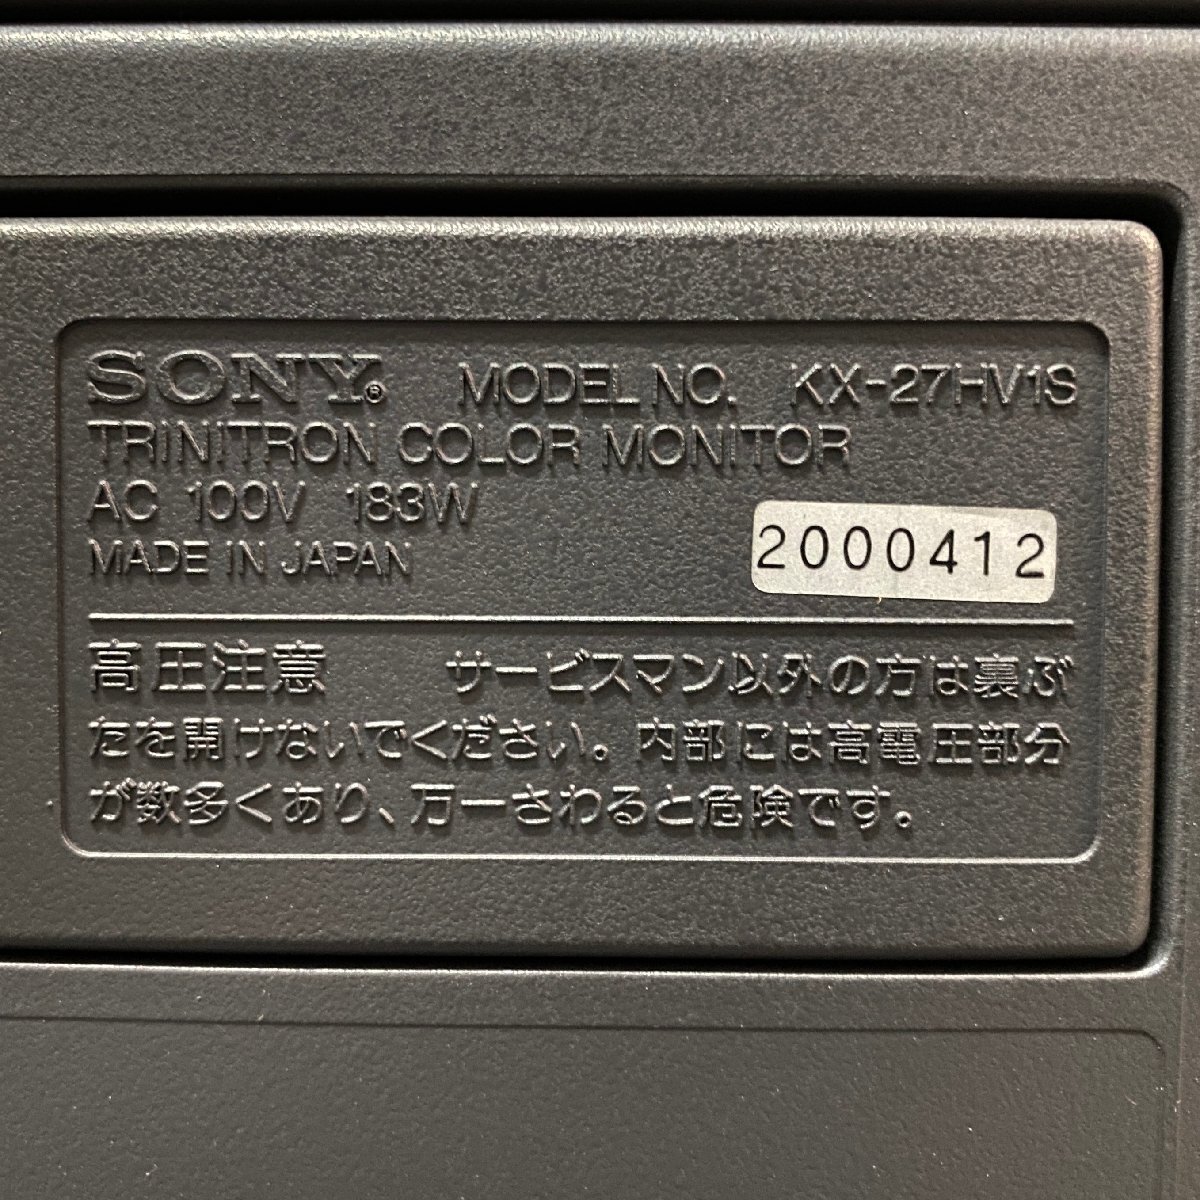 SONY® MODEL NO. KX-27HV1S
TRINITRON COLOR MONITOR
AC 100V 183W
MADE IN JAPAN
2000412
高圧注意 サービスマン以外の方は裏ぶ
たを開けないでください。内部には高電圧部分
が数多くあり、万一さわると危険です。